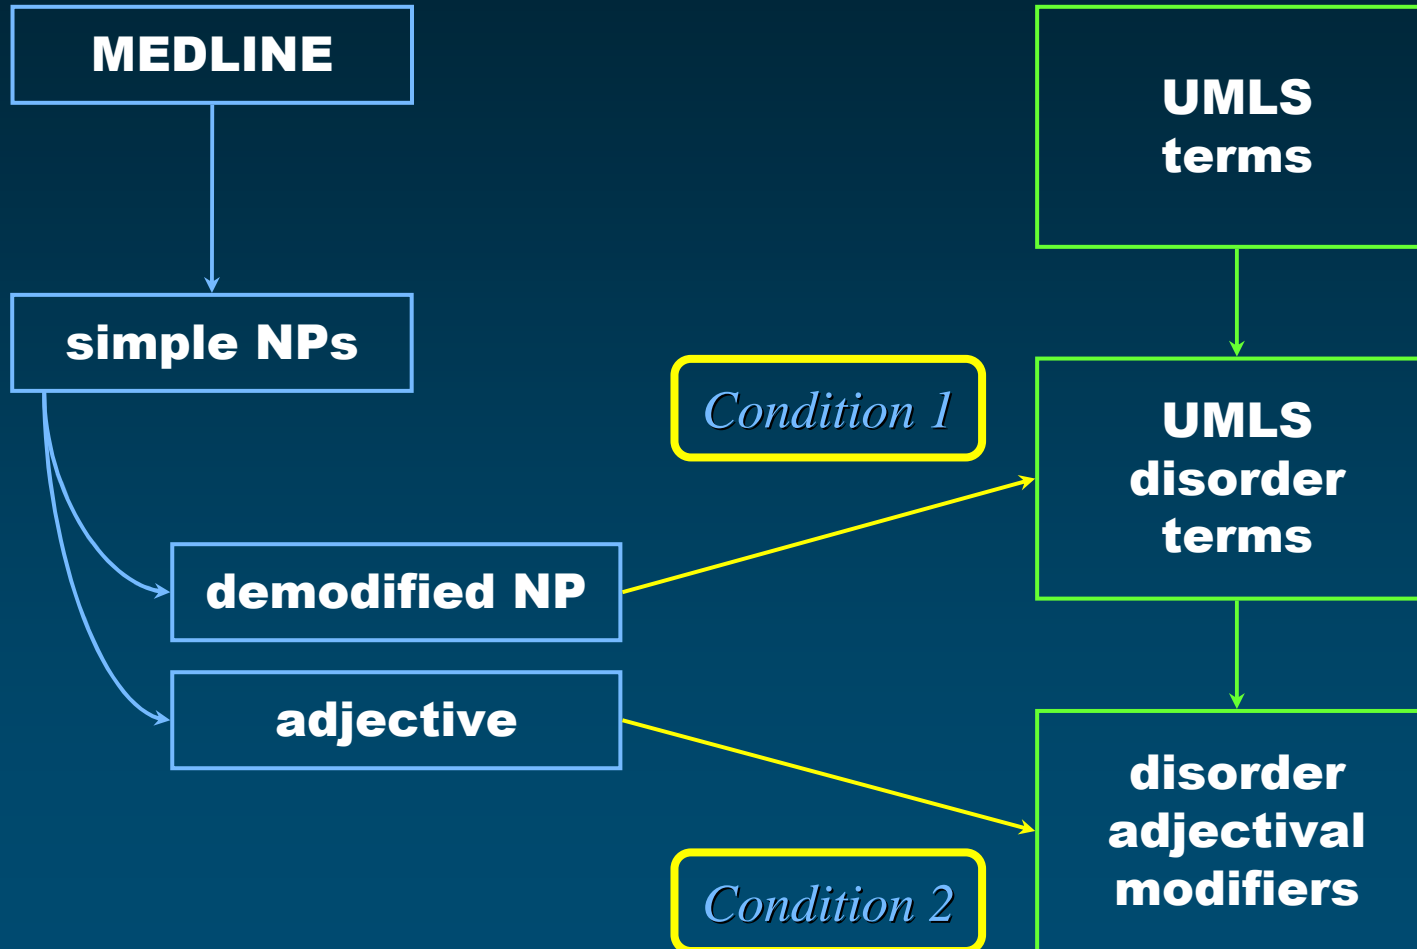 MEDLINE
simple NPs
demodified NP
adjective
Condition 1
Condition 2
UMLS
terms
UMLS
disorder
terms
disorder
adjectival
modifiers